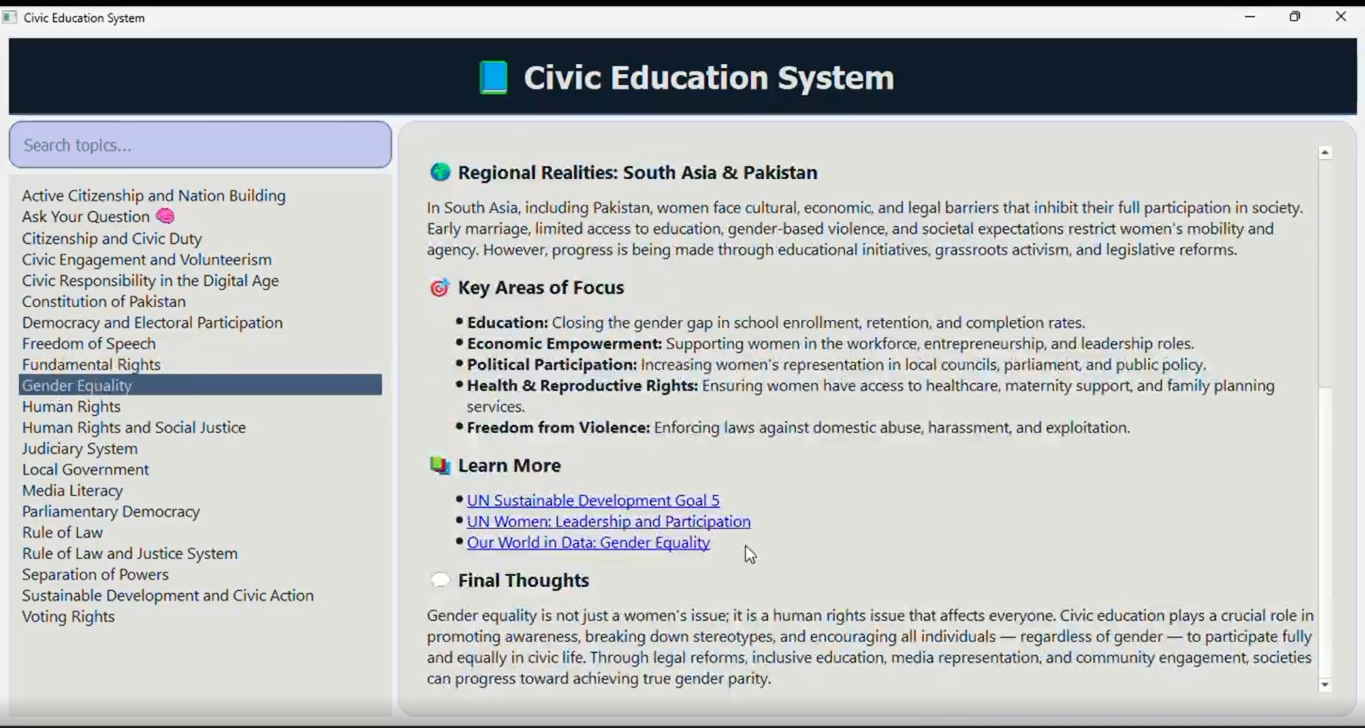 Civic Education System
Civic Education System
Search topics...
Active Citizenship and Nation Building
Ask Your Question
Citizenship and Civic Duty
Civic Engagement and Volunteerism
Civic Responsibility in the Digital Age
Constitution of Pakistan
Democracy and Electoral Participation
Freedom of Speech
Fundamental Rights
Gender Equality
Human Rights
Human Rights and Social Justice
Judiciary System
Local Government
Media Literacy
Parliamentary Democracy
Rule of Law
Rule of Law and Justice System
Separation of Powers
Sustainable Development and Civic Action
Voting Rights
Regional Realities: South Asia & Pakistan
In South Asia, including Pakistan, women face cultural, economic, and legal barriers that inhibit their full participation in society.
Early marriage, limited access to education, gender-based violence, and societal expectations restrict women's mobility and
agency. However, progress is being made through educational initiatives, grassroots activism, and legislative reforms.
Key Areas of Focus
• Education: Closing the gender gap in school enrollment, retention, and completion rates.
• Economic Empowerment: Supporting women in the workforce, entrepreneurship, and leadership roles.
• Political Participation: Increasing women's representation in local councils, parliament, and public policy.
• Health & Reproductive Rights: Ensuring women have access to healthcare, maternity support, and family planning
services.
• Freedom from Violence: Enforcing laws against domestic abuse, harassment, and exploitation.
Learn More
• UN Sustainable Development Goal 5
• UN Women: Leadership and Participation
• Our World in Data: Gender Equality
Final Thoughts
Gender equality is not just a women's issue; it is a human rights issue that affects everyone. Civic education plays a crucial role in
promoting awareness, breaking down stereotypes, and encouraging all individuals — regardless of gender — to participate fully
and equally in civic life. Through legal reforms, inclusive education, media representation, and community engagement, societies
can progress toward achieving true gender parity.